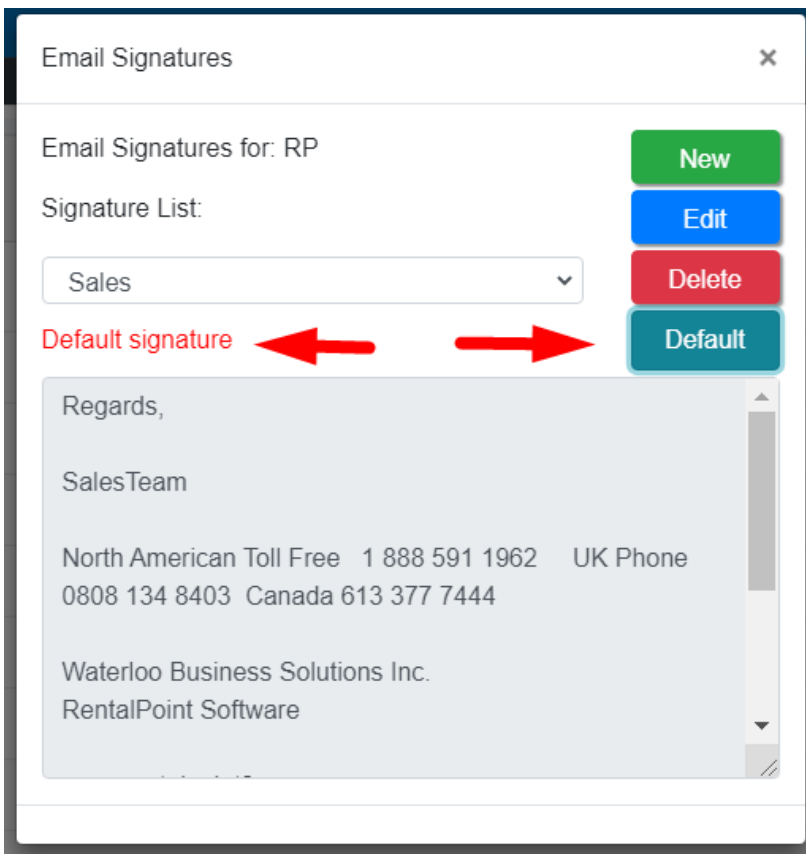 Email Signatures ×
Email Signatures for: RP
New
Signature List:
Edit
Sales
Delete
Default signature
Default
Regards,
SalesTeam
North American Toll Free 1 888 591 1962 UK Phone
0808 134 8403 Canada 613 377 7444
Waterloo Business Solutions Inc.
RentalPoint Software